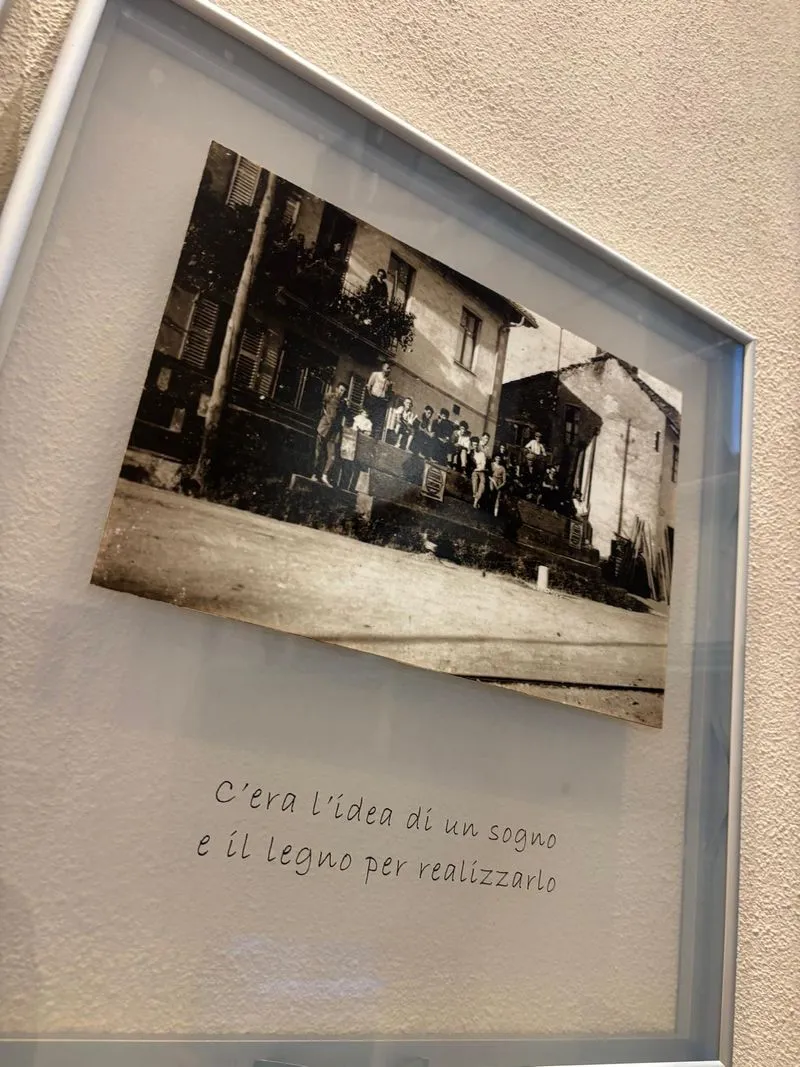 C'era l'idea di un sogno
e il legno per realizzarlo